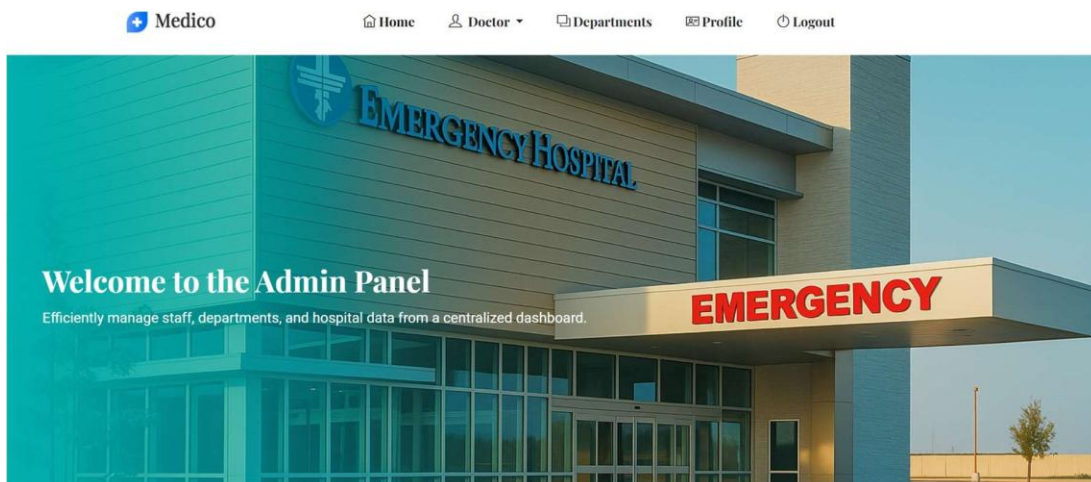 Medico
Home Doctor Departments Profile Logout
EMERGENCY HOSPITAL
Welcome to the Admin Panel
Efficiently manage staff, departments, and hospital data from a centralized dashboard.
EMERGENCY